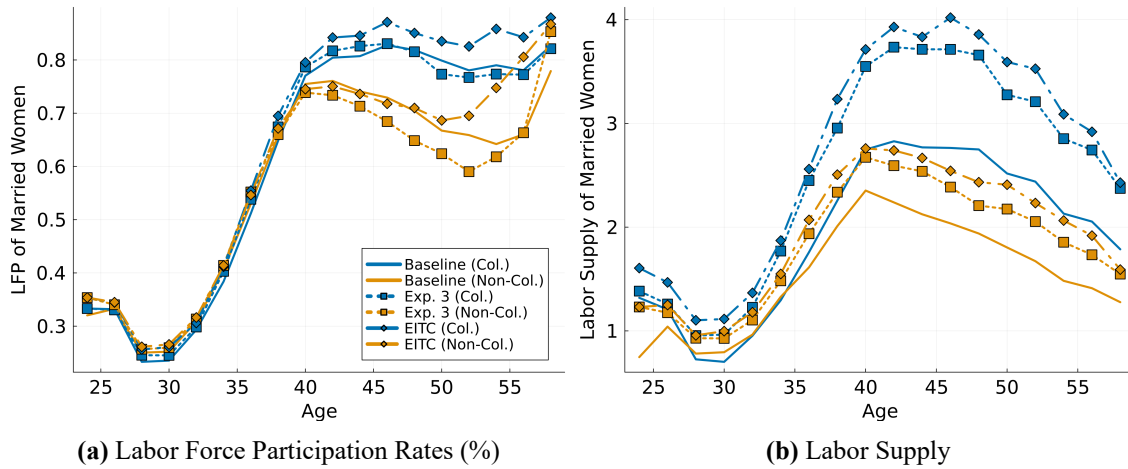 LFP of Married Women
0.8
0.7
0.6
0.5
0.4
0.3
25 30 35 40 45 50 55
Age
Baseline (Col.)
Baseline (Non-Col.)
Exp. 3 (Col.)
Exp. 3 (Non-Col.)
EITC (Col.)
EITC (Non-Col.)
(a) Labor Force Participation Rates (%)
Labor Supply of Married Women
4
3
2
1
25 30 35 40 45 50 55
Age
(b) Labor Supply